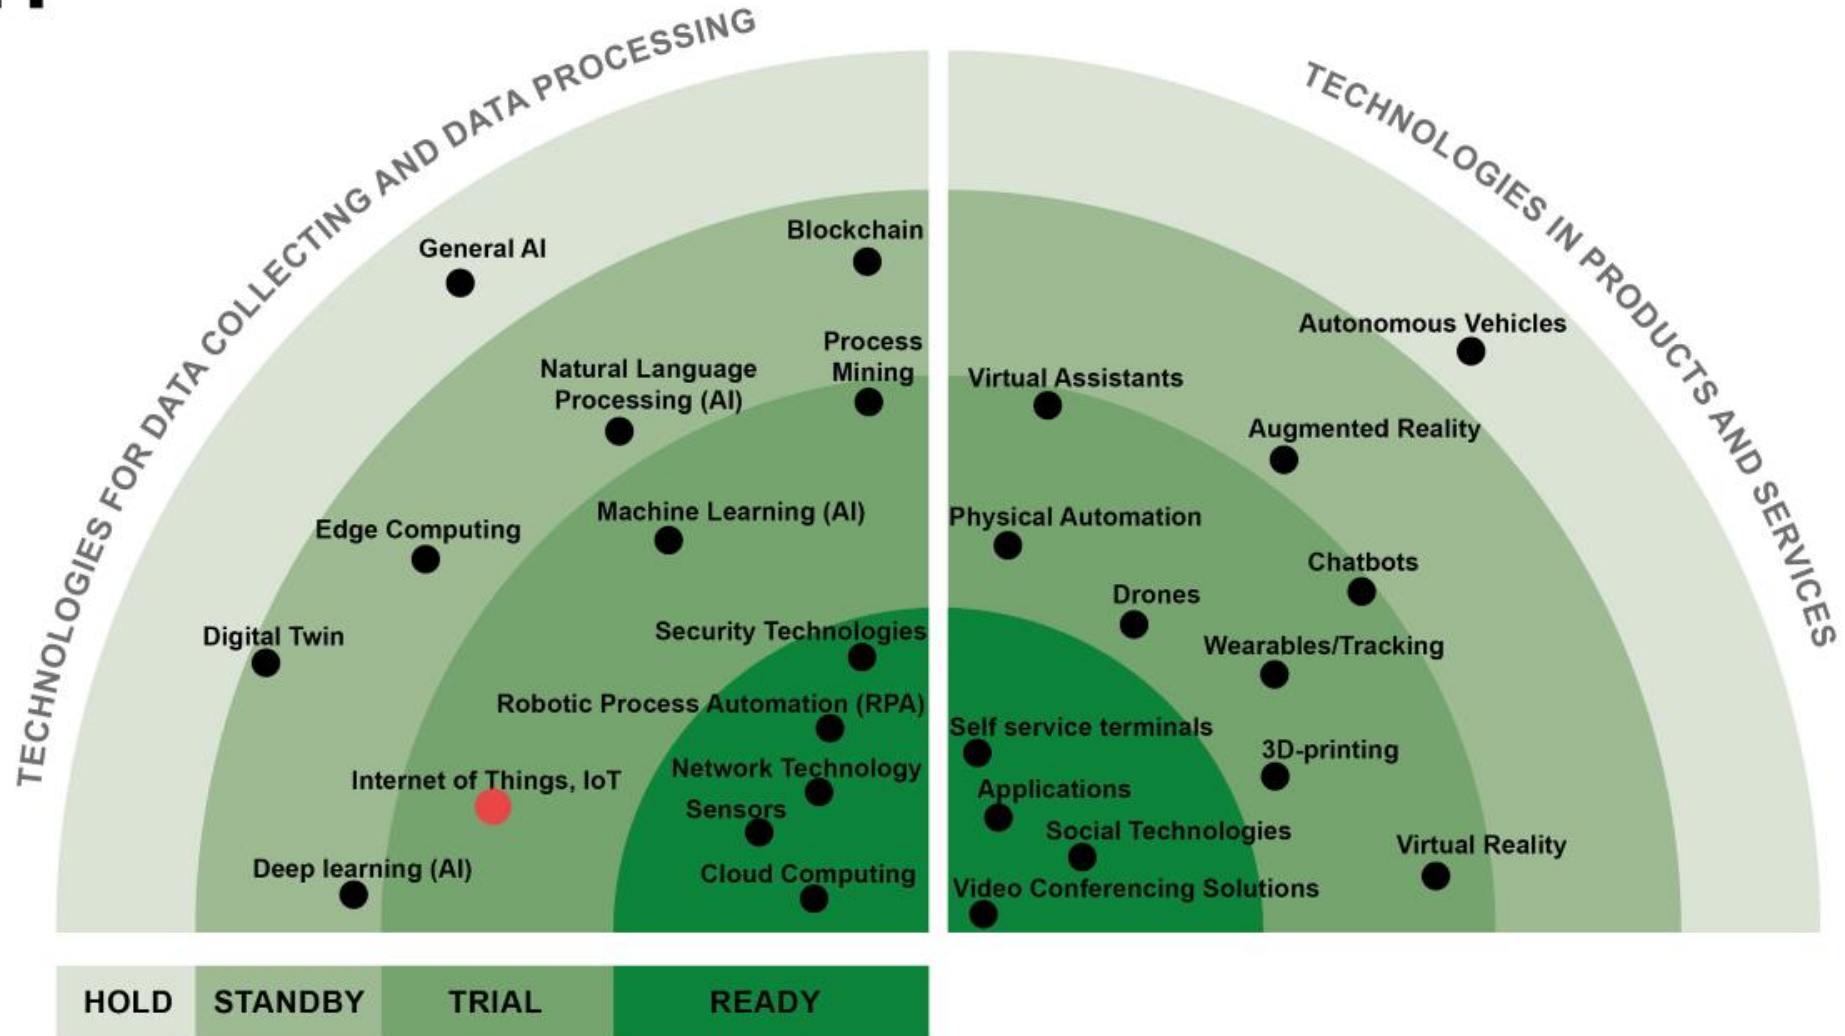 TECHNOLOGIES FOR DATA COLLECTING AND DATA PROCESSING
TECHNOLOGIES IN PRODUCTS AND SERVICES
General AI
Blockchain
Natural Language
Processing (AI)
Process
Mining
Edge Computing
Machine Learning (AI)
Digital Twin
Security Technologies
Robotic Process Automation (RPA)
Internet of Things, IoT
Network Technology
Sensors
Deep learning (AI)
Cloud Computing
Autonomous Vehicles
Virtual Assistants
Augmented Reality
Physical Automation
Chatbots
Drones
Wearables/Tracking
Self service terminals
3D-printing
Applications
Social Technologies
Virtual Reality
Video Conferencing Solutions
HOLD STANDBY TRIAL READY